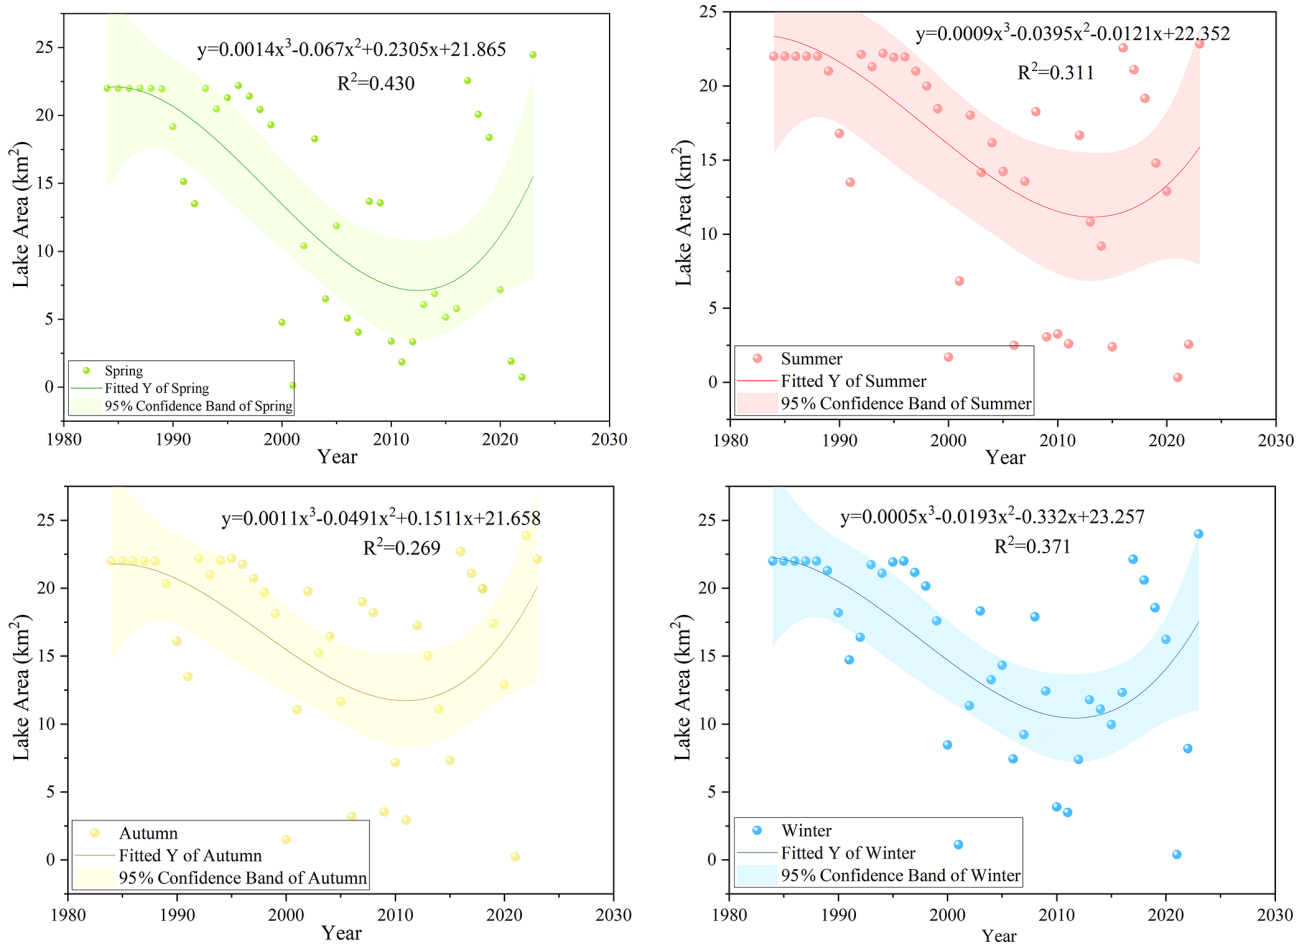 y=0.0014x³-0.067x²+0.2305x+21.865
R²=0.430
Lake Area (km²)
25
20
15
10
5
0
Spring
Fitted Y of Spring
95% Confidence Band of Spring
1980 1990 2000 2010 2020 2030
Year
y=0.0009x³-0.0395x²-0.0121x+22.352
R²=0.311
Lake Area (km²)
25
20
15
10
5
0
Summer
Fitted Y of Summer
95% Confidence Band of Summer
1980 1990 2000 2010 2020 2030
Year
y=0.0011x³-0.0491x²+0.1511x+21.658
R²=0.269
Lake Area (km²)
25
20
15
10
5
0
Autumn
Fitted Y of Autumn
95% Confidence Band of Autumn
1980 1990 2000 2010 2020 2030
Year
y=0.0005x³-0.0193x²-0.332x+23.257
R²=0.371
Lake Area (km²)
25
20
15
10
5
0
Winter
Fitted Y of Winter
95% Confidence Band of Winter
1980 1990 2000 2010 2020 2030
Year